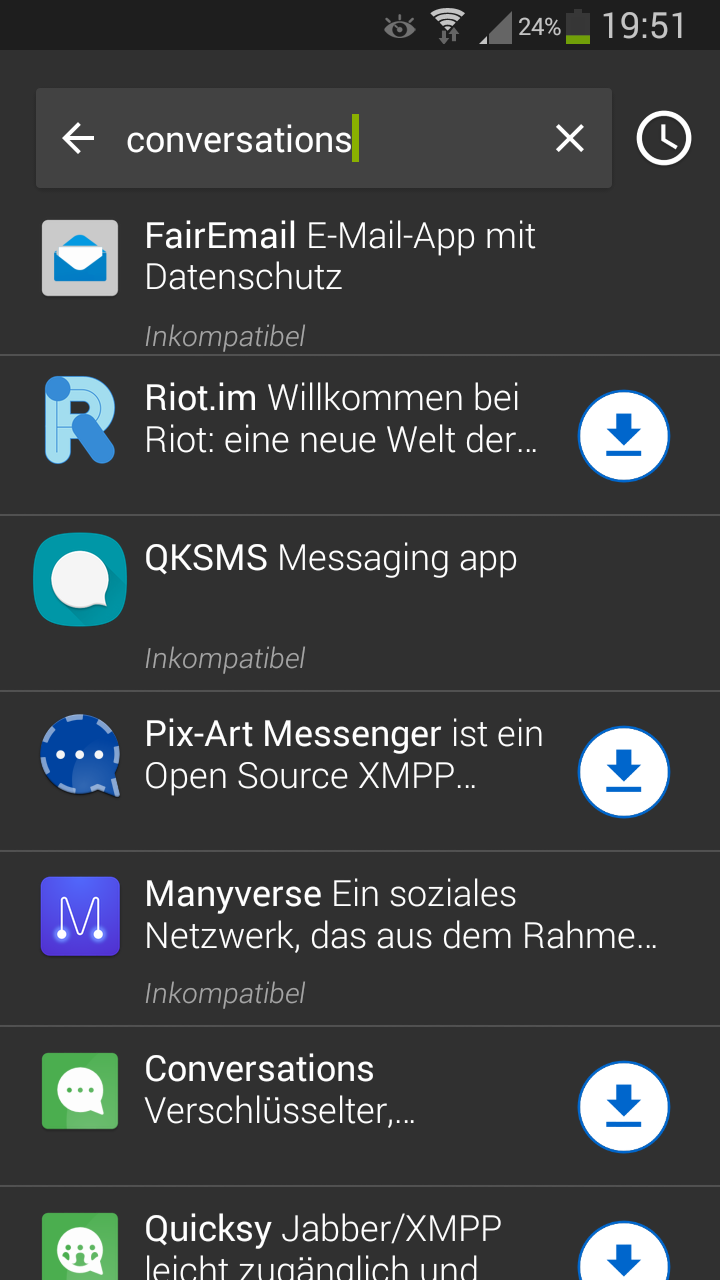 24% 19:51
conversations
FairEmail E-Mail-App mit
Datenschutz
Inkompatibel
Riot.im Willkommen bei
Riot: eine neue Welt der…
QKSMS Messaging app
Inkompatibel
Pix-Art Messenger ist ein
Open Source XMPP…
Manyverse Ein soziales
Netzwerk, das aus dem Rahme…
Inkompatibel
Conversations
Verschlüsselter,…
Quicksy Jabber/XMPP
leicht zugänglich und